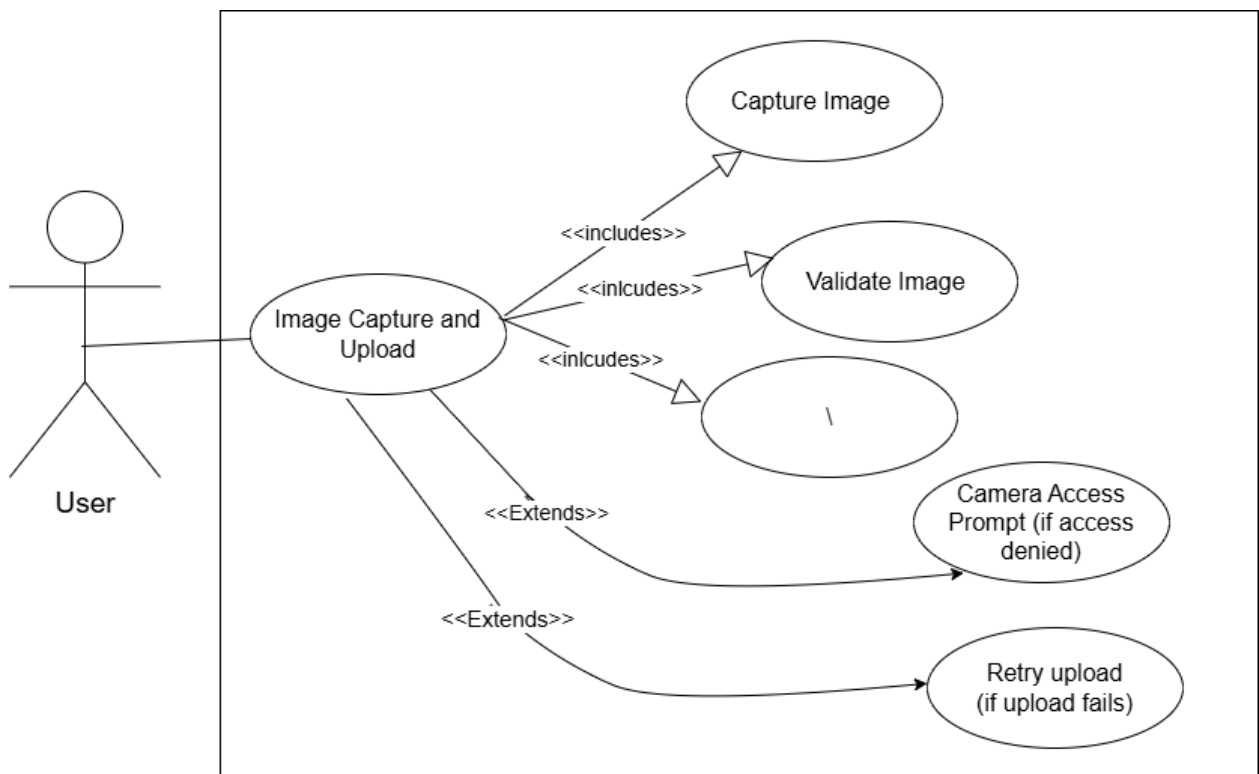 Capture Image
<<includes>>
<<inlcudes>>
Validate Image
Image Capture and
Upload
<<inlcudes>>
\
User
<<Extends>>
Camera Access
Prompt (if access
denied)
<<Extends>>
Retry upload
(if upload fails)